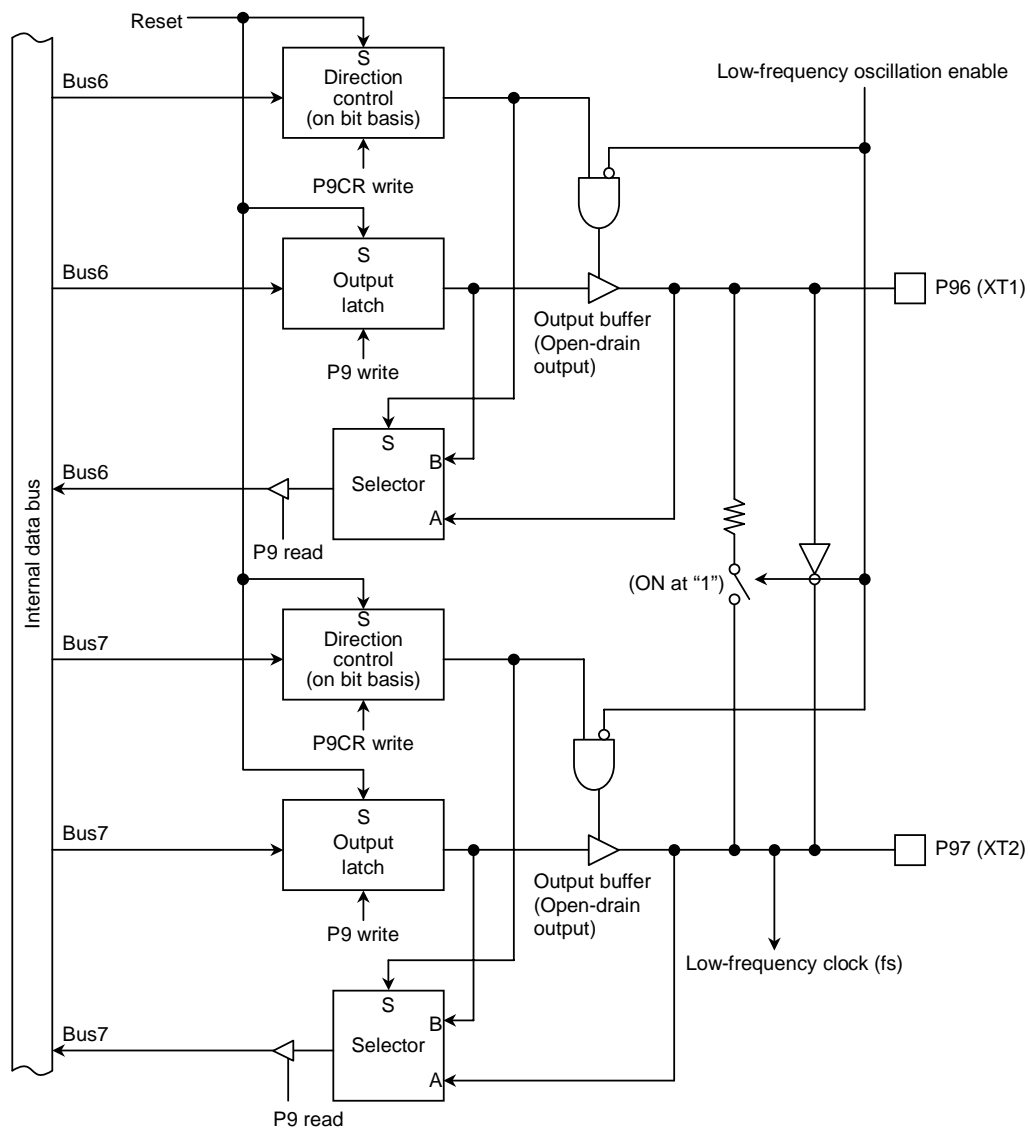 Reset
Bus6
S
Direction
control
(on bit basis)
Low-frequency oscillation enable
P9CR write
Bus6
S
Output
latch
P96 (XT1)
Output buffer
(Open-drain
output)
P9 write
S
B
Bus6
Selector
A
P9 read
(ON at “1”)
Internal data bus
S
Bus7
Direction
control
(on bit basis)
P9CR write
S
Bus7
Output
latch
P97 (XT2)
Output buffer
(Open-drain
output)
P9 write
Low-frequency clock (fs)
S
B
Bus7
Selector
A
P9 read